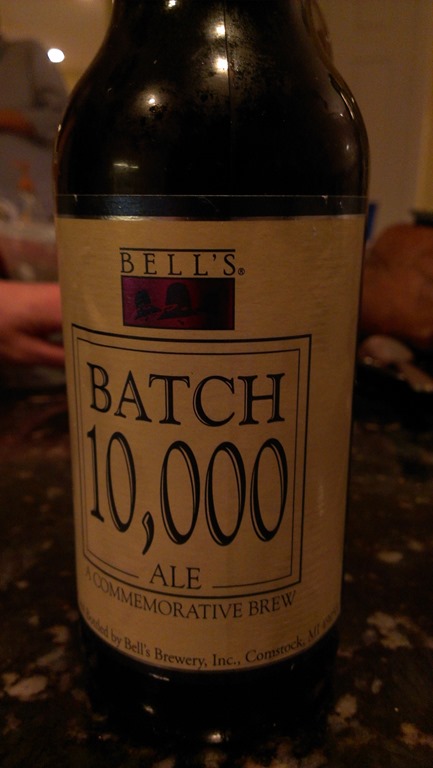 BELL'S®
BATCH
10,000
ALE
A COMMEMORATIVE BREW
by Bell's Brewery, Inc., Comstock, MI